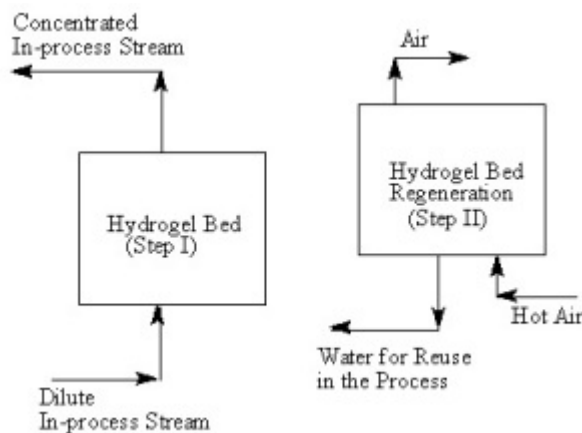 Concentrated
In-process Stream
Hydrogel Bed
(Step I)
Dilute
In-process Stream
Air
Hydrogel Bed
Regeneration
(Step II)
Hot Air
Water for Reuse
in the Process